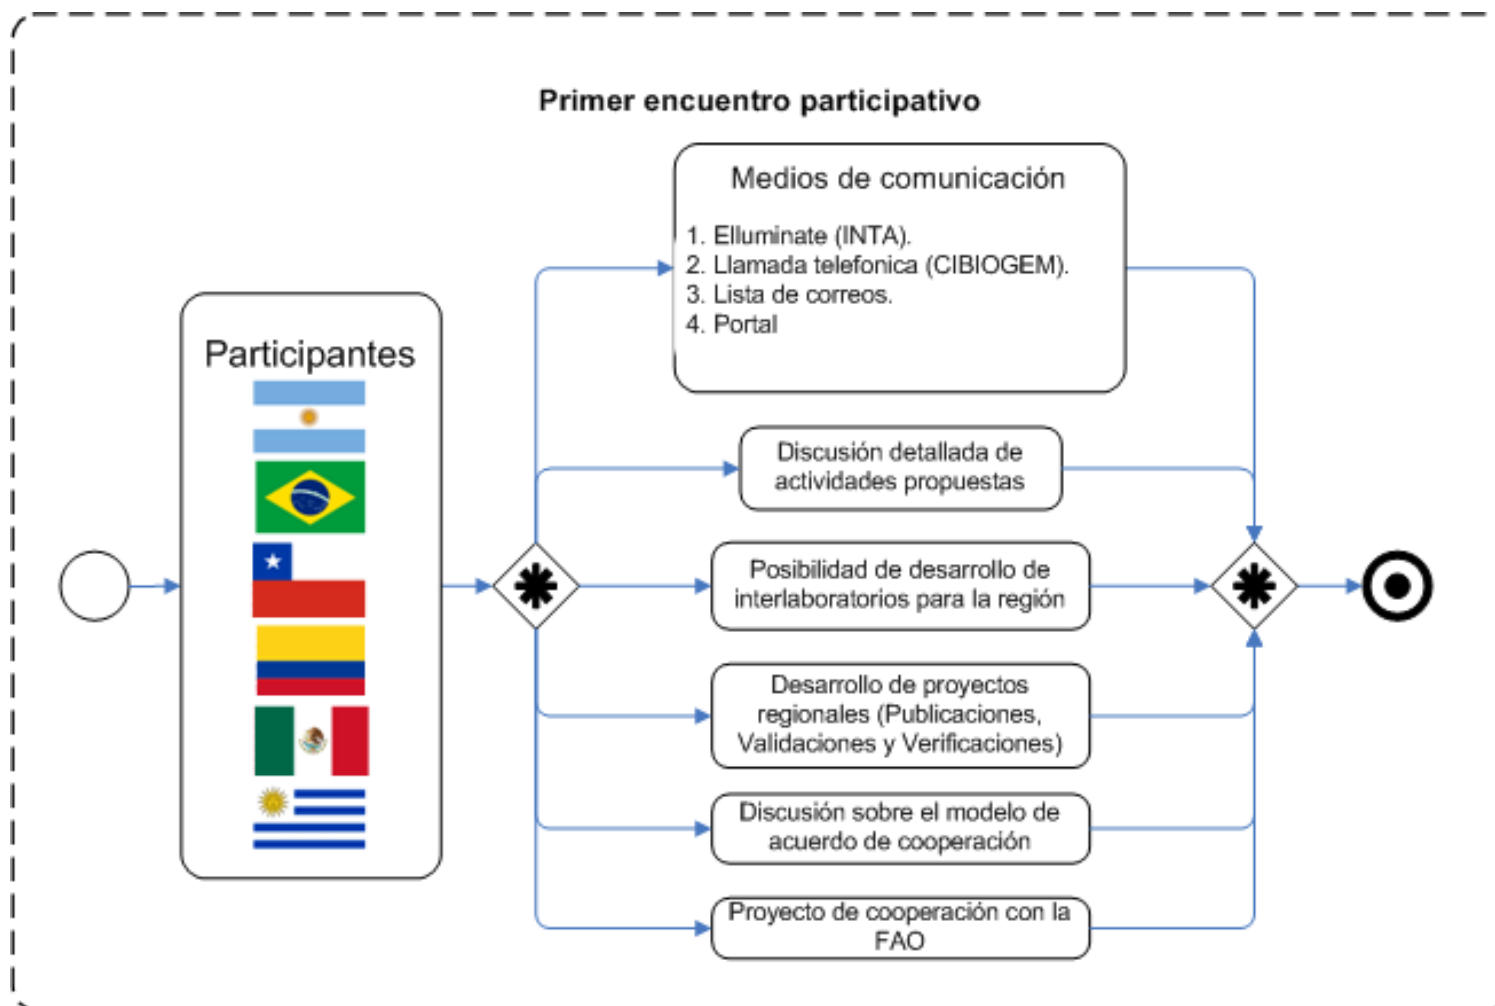 Primer encuentro participativo
Medios de comunicación
1. Elluminate (INTA).
2. Llamada telefonica (CIBIOGEM).
3. Lista de correos.
4. Portal
Participantes
Discusión detallada de
actividades propuestas
Posibilidad de desarrollo de
interlaboratorios para la región
Desarrollo de proyectos
regionales (Publicaciones,
Validaciones y Verificaciones)
Discusión sobre el modelo de
acuerdo de cooperación
Proyecto de cooperación con la
FAO